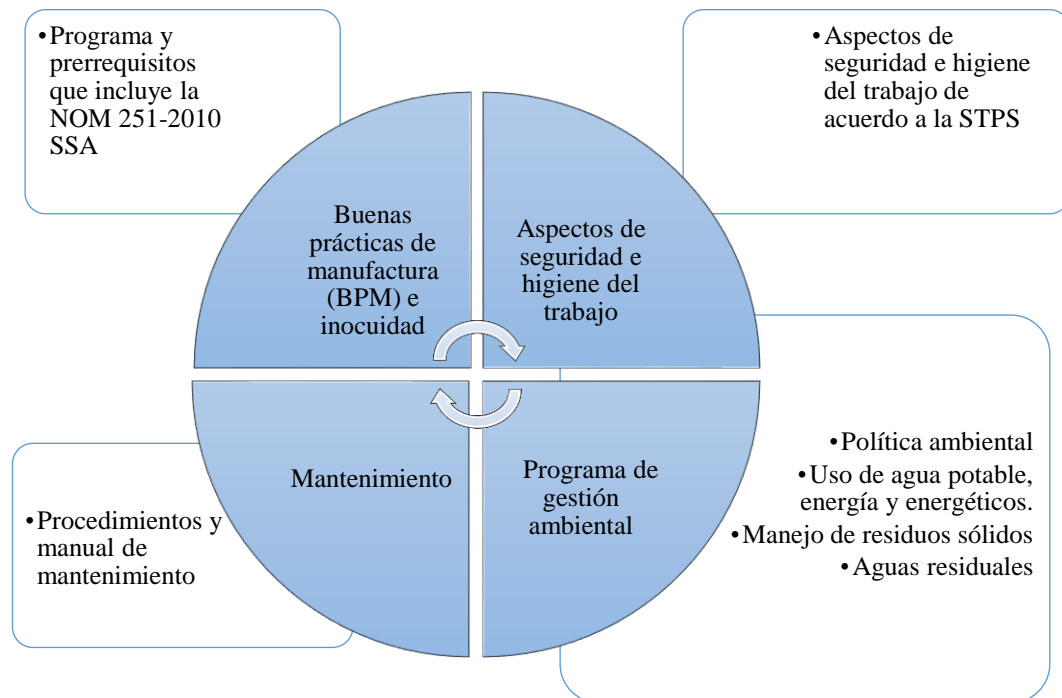 •Programa y
prerrequisitos
que incluye la
NOM 251-2010
SSA
•Aspectos de
seguridad e higiene
del trabajo de
acuerdo a la STPS
Buenas
prácticas de
manufactura
(BPM) e
inocuidad
Aspectos de
seguridad e
higiene del
trabajo
Mantenimiento
Programa de
gestión
ambiental
•Procedimientos y
manual de
mantenimiento
•Política ambiental
•Uso de agua potable,
energía y energéticos.
•Manejo de residuos sólidos
•Aguas residuales